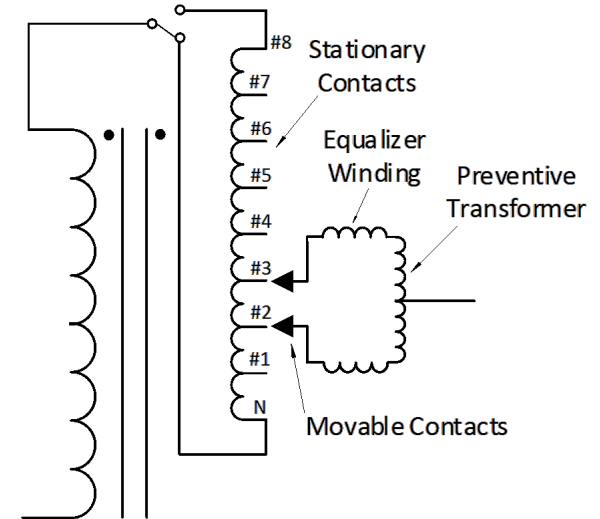 #8
Stationary
Contacts
#7
#6
Equalizer
Winding
#5
Preventive
Transformer
#4
#3
#2
#1
N
Movable Contacts